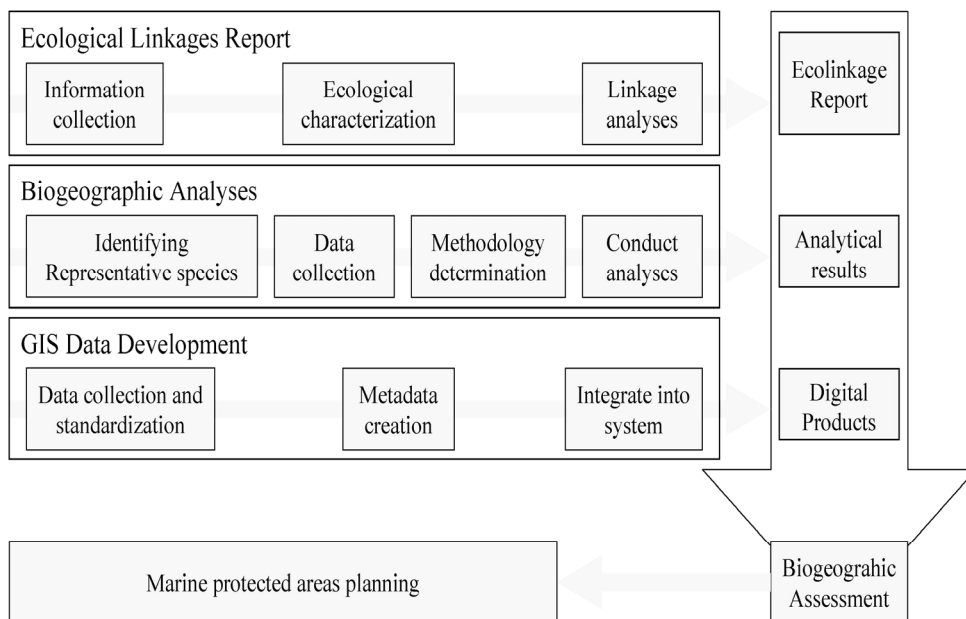 Ecological Linkages Report
Information
collection
Ecological
characterization
Linkage
analyses
Ecolinkage
Report
Biogeographic Analyses
Identifying
Representative species
Data
collection
Methodology
determination
Conduct
analyses
Analytical
results
GIS Data Development
Data collection and
standardization
Metadata
creation
Integrate into
system
Digital
Products
Marine protected areas planning
Biogeograhic
Assessment